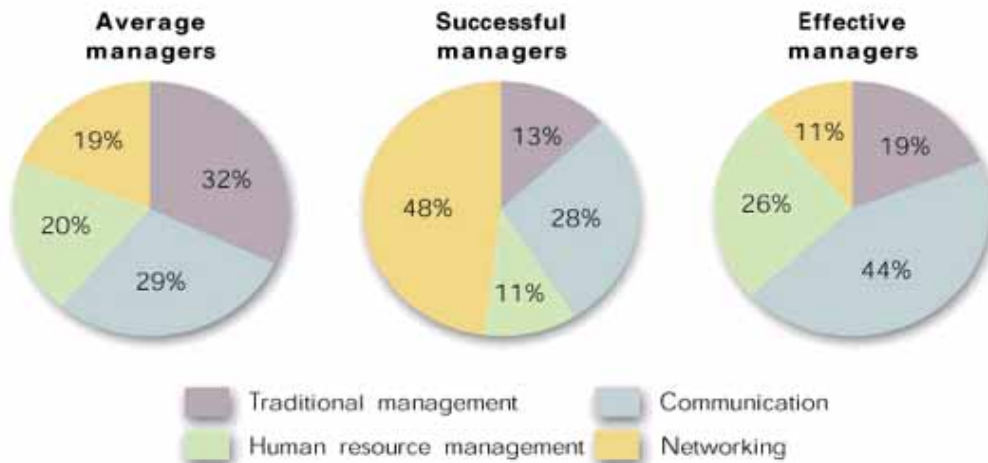 Average
managers
Successful
managers
Effective
managers
19%
32%
20%
29%
13%
48%
28%
11%
11%
19%
26%
44%
Traditional management
Communication
Human resource management
Networking